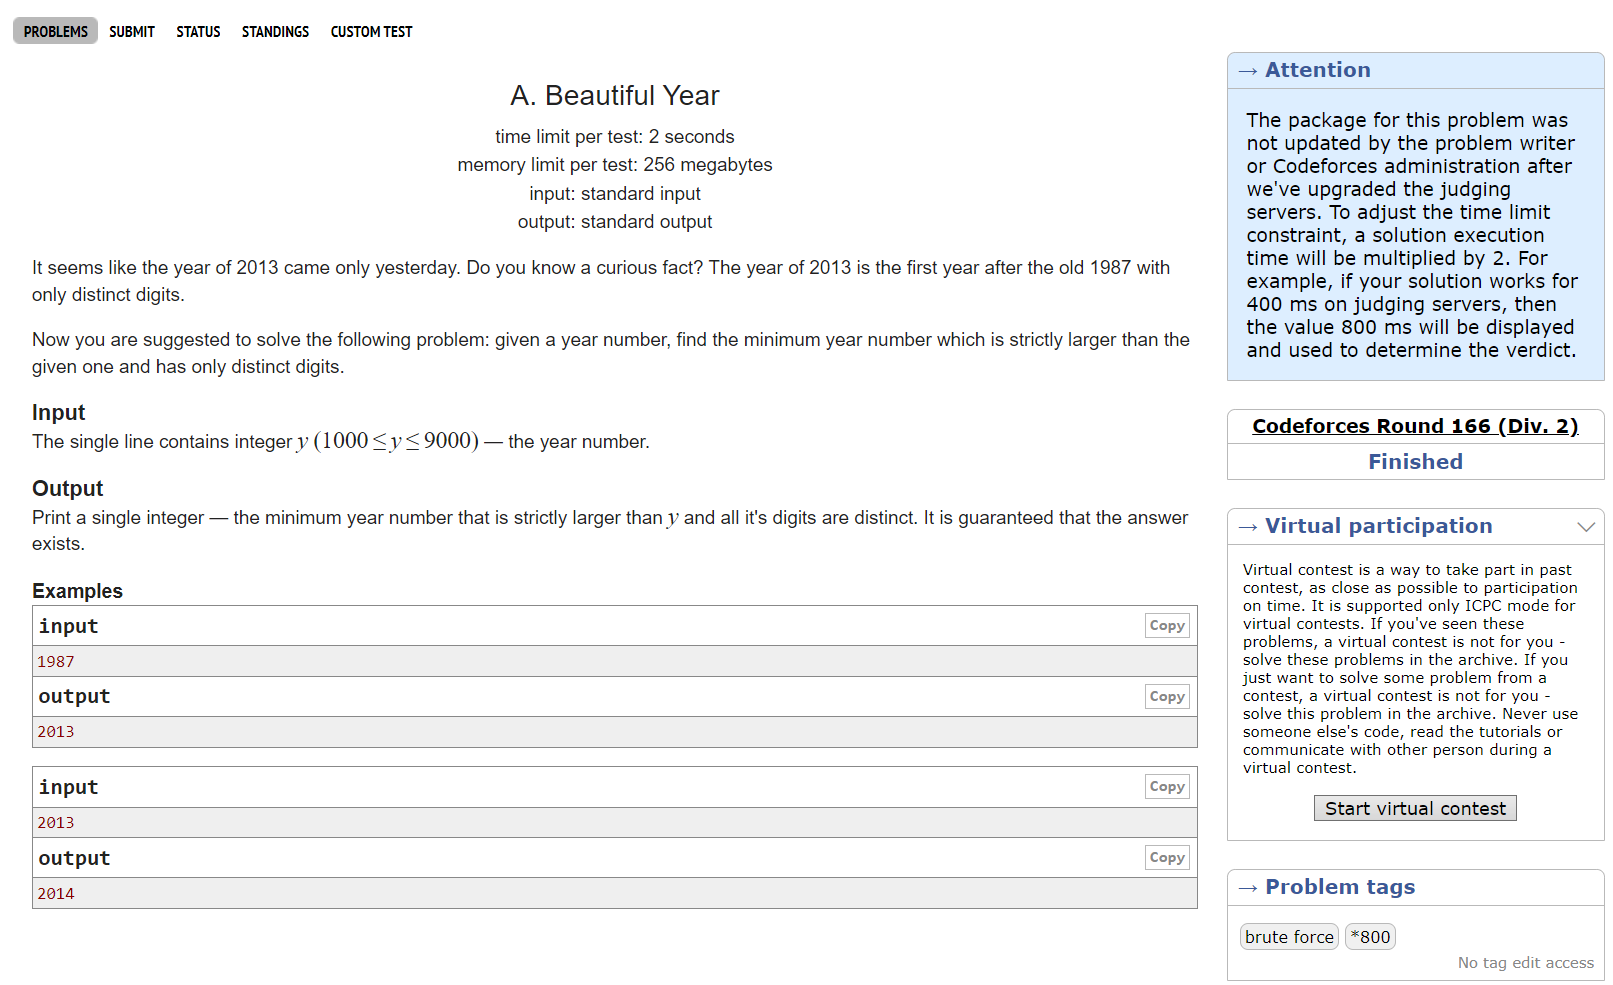 PROBLEMS SUBMIT STATUS STANDINGS CUSTOM TEST
A. Beautiful Year
time limit per test: 2 seconds
memory limit per test: 256 megabytes
input: standard input
output: standard output
It seems like the year of 2013 came only yesterday. Do you know a curious fact? The year of 2013 is the first year after the old 1987 with
only distinct digits.
Now you are suggested to solve the following problem: given a year number, find the minimum year number which is strictly larger than the
given one and has only distinct digits.
Input
The single line contains integer y (1000 ≤ y ≤ 9000) — the year number.
Output
Print a single integer — the minimum year number that is strictly larger than y and all it's digits are distinct. It is guaranteed that the answer
exists.
Examples
input Copy
1987
output Copy
2013
input Copy
2013
output Copy
2014
→ Attention
The package for this problem was
not updated by the problem writer
or Codeforces administration after
we've upgraded the judging
servers. To adjust the time limit
constraint, a solution execution
time will be multiplied by 2. For
example, if your solution works for
400 ms on judging servers, then
the value 800 ms will be displayed
and used to determine the verdict.
Codeforces Round 166 (Div. 2)
Finished
→ Virtual participation
Virtual contest is a way to take part in past
contest, as close as possible to participation
on time. It is supported only ICPC mode for
virtual contests. If you've seen these
problems, a virtual contest is not for you -
solve these problems in the archive. If you
just want to solve some problem from a
contest, a virtual contest is not for you -
solve this problem in the archive. Never use
someone else's code, read the tutorials or
communicate with other person during a
virtual contest.
Start virtual contest
→ Problem tags
brute force *800
No tag edit access